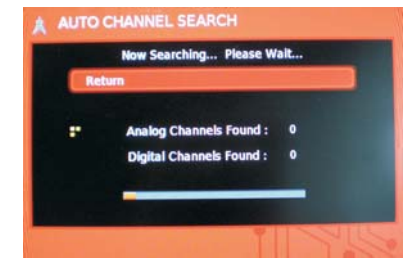 AUTO CHANNEL SEARCH
Now Searching... Please Wait...
Return
Analog Channels Found : 0
Digital Channels Found : 0